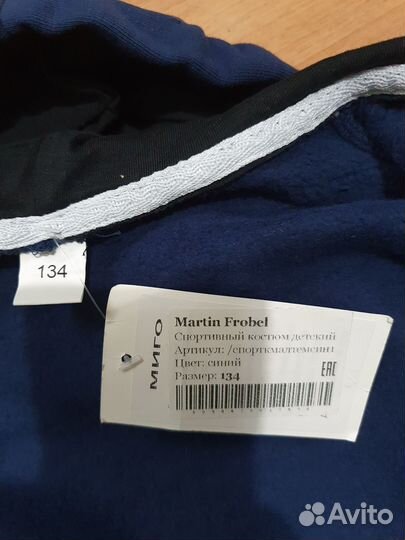 134
МИГО
Martin Frobel
Спортивный костюм детский
Артикул: /спорткмалтемсин1
Цвет: синий
Размер: 134
EAC
Avito